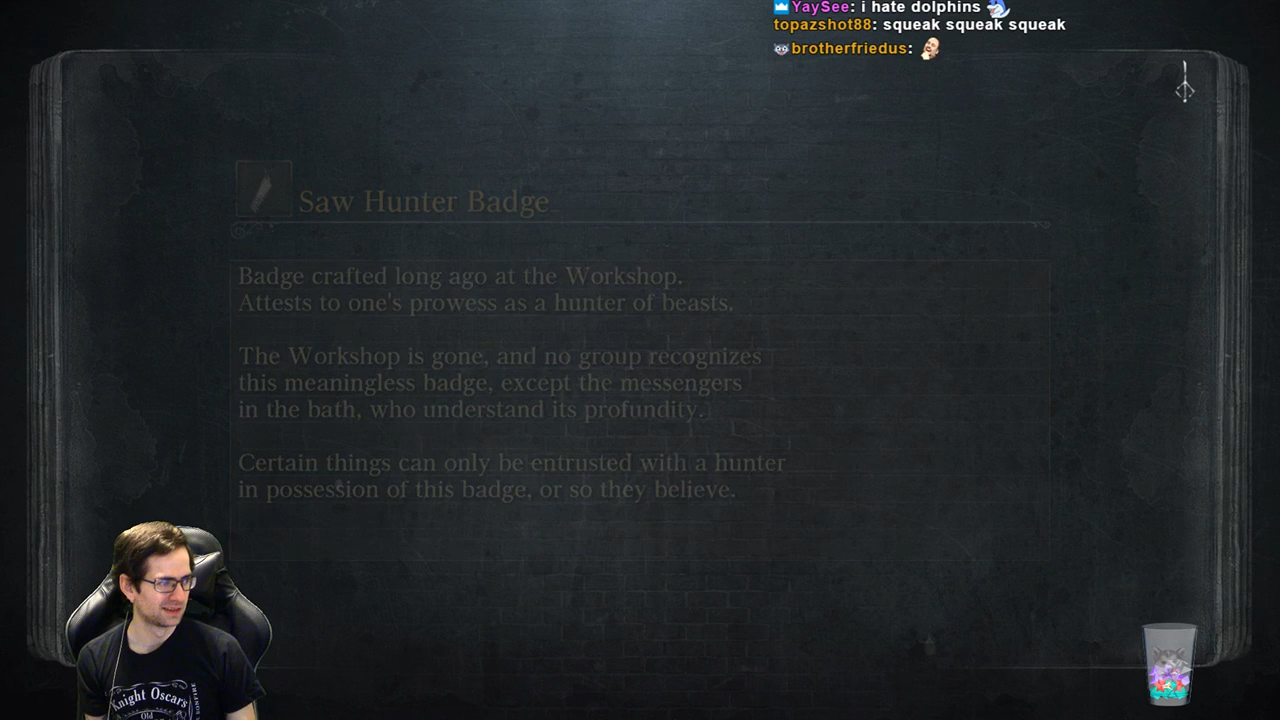 YaySee: i hate dolphins
topazshot88: squeak squeak squeak
brotherfriedus:
Saw Hunter Badge
Badge crafted long ago at the Workshop.
Attests to one's prowess as a hunter of beasts.
The Workshop is gone, and no group recognizes
this meaningless badge, except the messengers
in the bath, who understand its profundity.
Certain things can only be entrusted with a hunter
in possession of this badge, or so they believe.
Knight Oscar's
Old